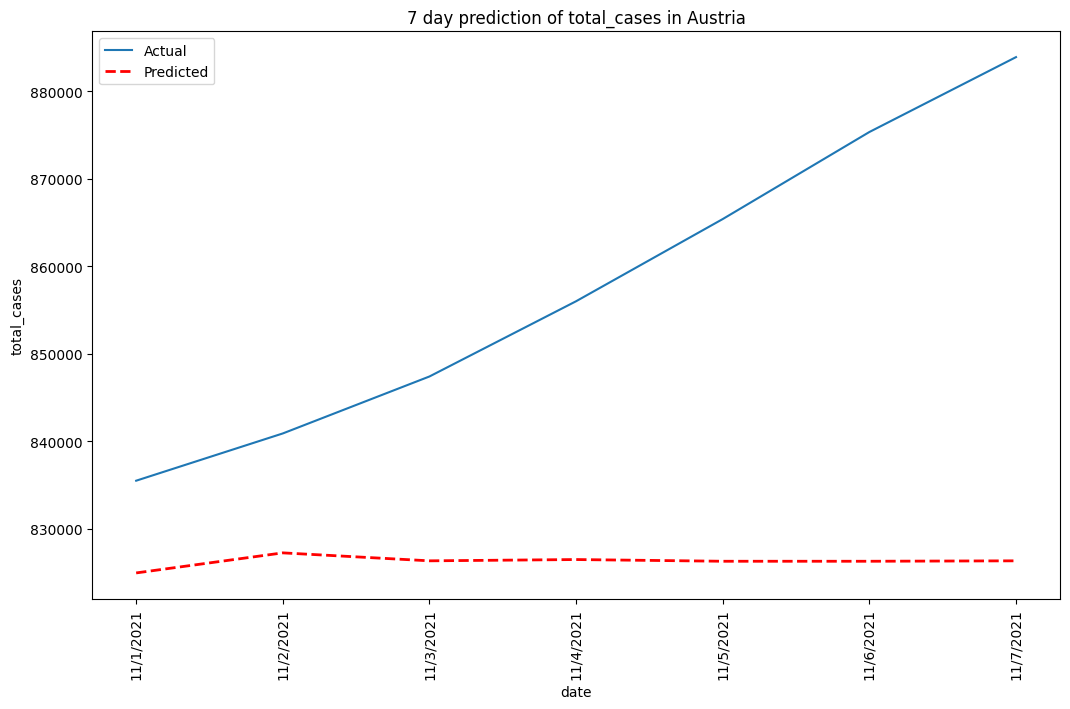 7 day prediction of total_cases in Austria
Actual
Predicted
880000
870000
860000
850000
840000
830000
total_cases
11/1/2021
11/2/2021
11/3/2021
11/4/2021
11/5/2021
11/6/2021
11/7/2021
date